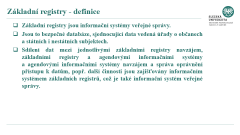 Základní registry - definice
❑ Základní registry jsou informační systémy veřejné správy.
❑ Jsou to bezpečné databáze, sjednocující data vedená úřady o občanech
a státních i nestátních subjektech.
❑ Sdílení dat mezi jednotlivými základními registry navzájem,
základními registry a agendovými informačními systémy
a agendovými informačními systémy navzájem a správa oprávnění
přístupu k datům, popř. další činnosti jsou zajišťovány informačním
systémem základních registrů, což je také informační systém veřejné
správy.